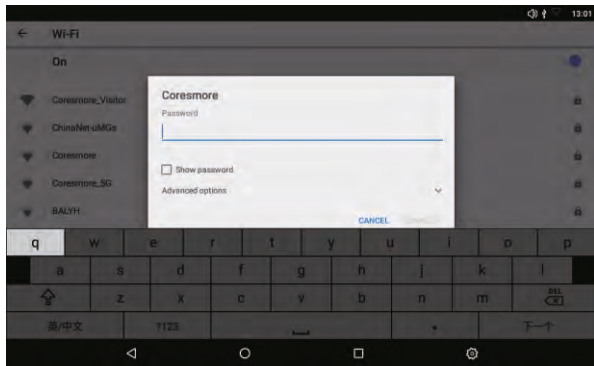 13:01
Wi-Fi
On
Coresmore_Visitor
ChinaNet-uMGs
Coresmore
Coresmore_5G
BALYH
Coresmore
Password
Show password
Advanced options
CANCEL
q w e r t y u i o p
a s d f g h j k l
z x c v b n m DEL
英/中文 ?123 . 下一个